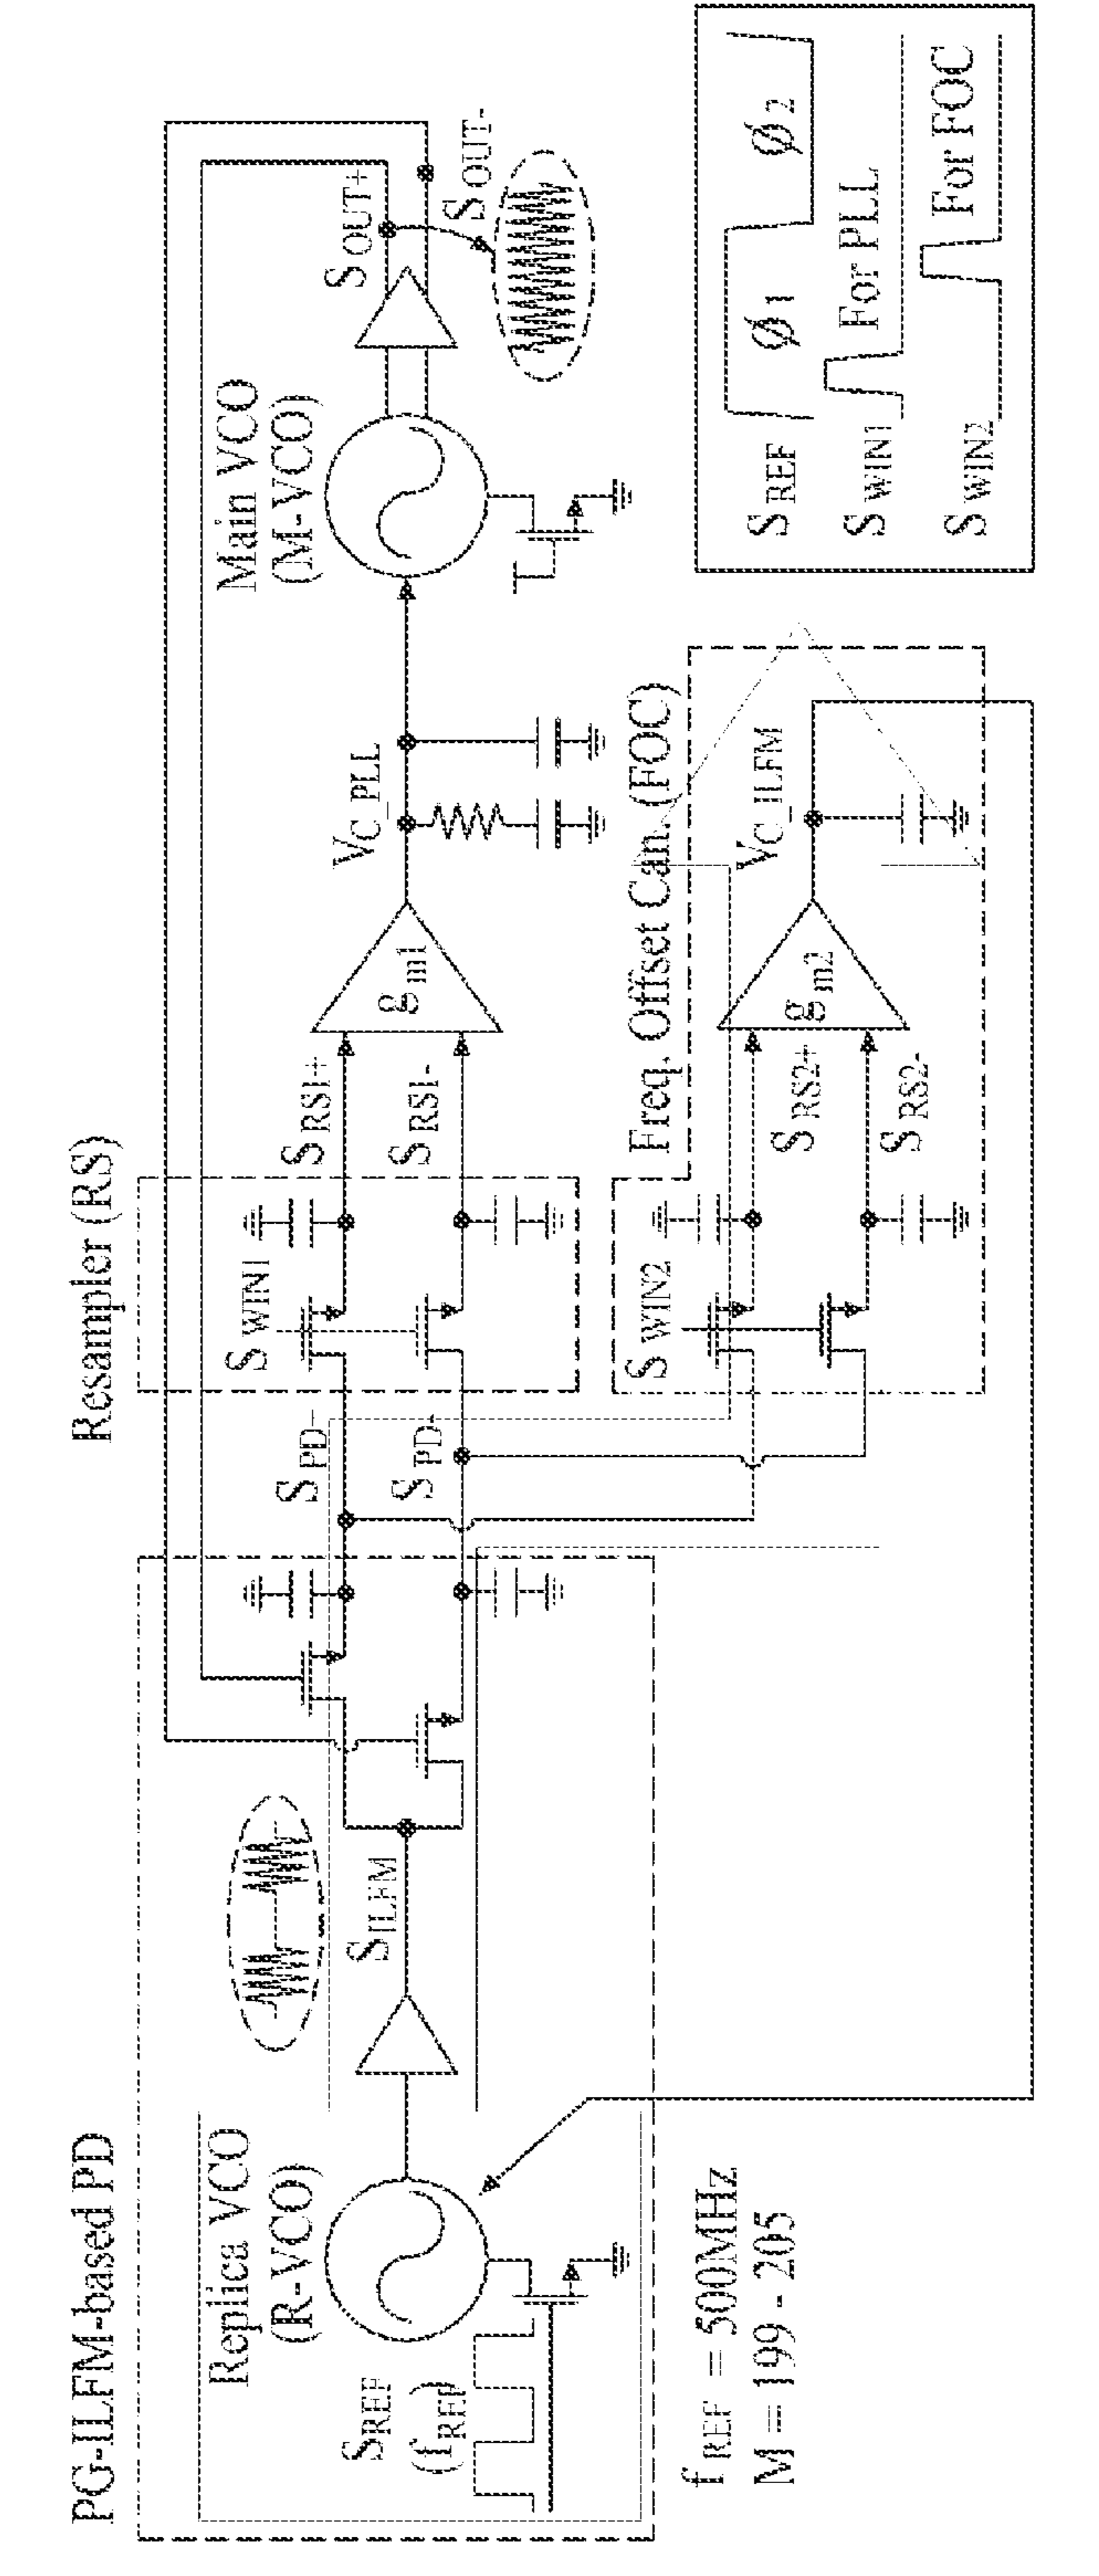 PG-ILFM-based PD
Resampler (RS)
Replica VCO
(R-VCO)
Main VCO
(M-VCO)
SREF
(fREF)
SILFM
SPD+
SPD-
SWIN1
SRS1+
SRS1-
gm1
VC_PLL
SOUT+
SOUT-
Freq. Offset Can. (FOC)
SWIN2
SRS2+
SRS2-
gm2
VC_ILFM
fREF = 500MHz
M = 199 - 205
SREF
Ø1
Ø2
SWIN1
For PLL
SWIN2
For FOC